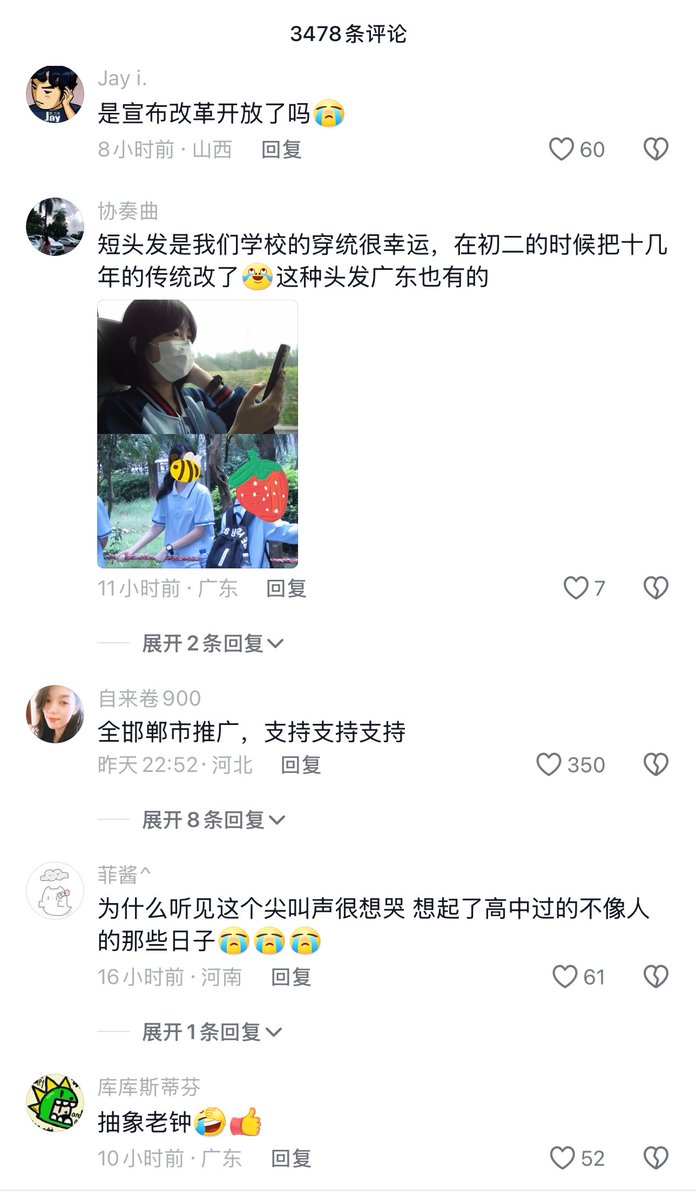 3478条评论
Jay i.
Jay
是宣布改革开放了吗😭
8小时前·山西 回复 60
协奏曲
短头发是我们学校的穿统很幸运，在初二的时候把十几
年的传统改了😂这种头发广东也有的
11小时前·广东 回复 7
展开2条回复
自来卷900
全邯郸市推广，支持支持支持
昨天22:52·河北 回复 350
展开8条回复
菲酱^
为什么听见这个尖叫声很想哭 想起了高中过的不像人
的那些日子😭😭😭
16小时前·河南 回复 61
展开1条回复
库库斯蒂芬
抽象老钟🤣👍
10小时前·广东 回复 52